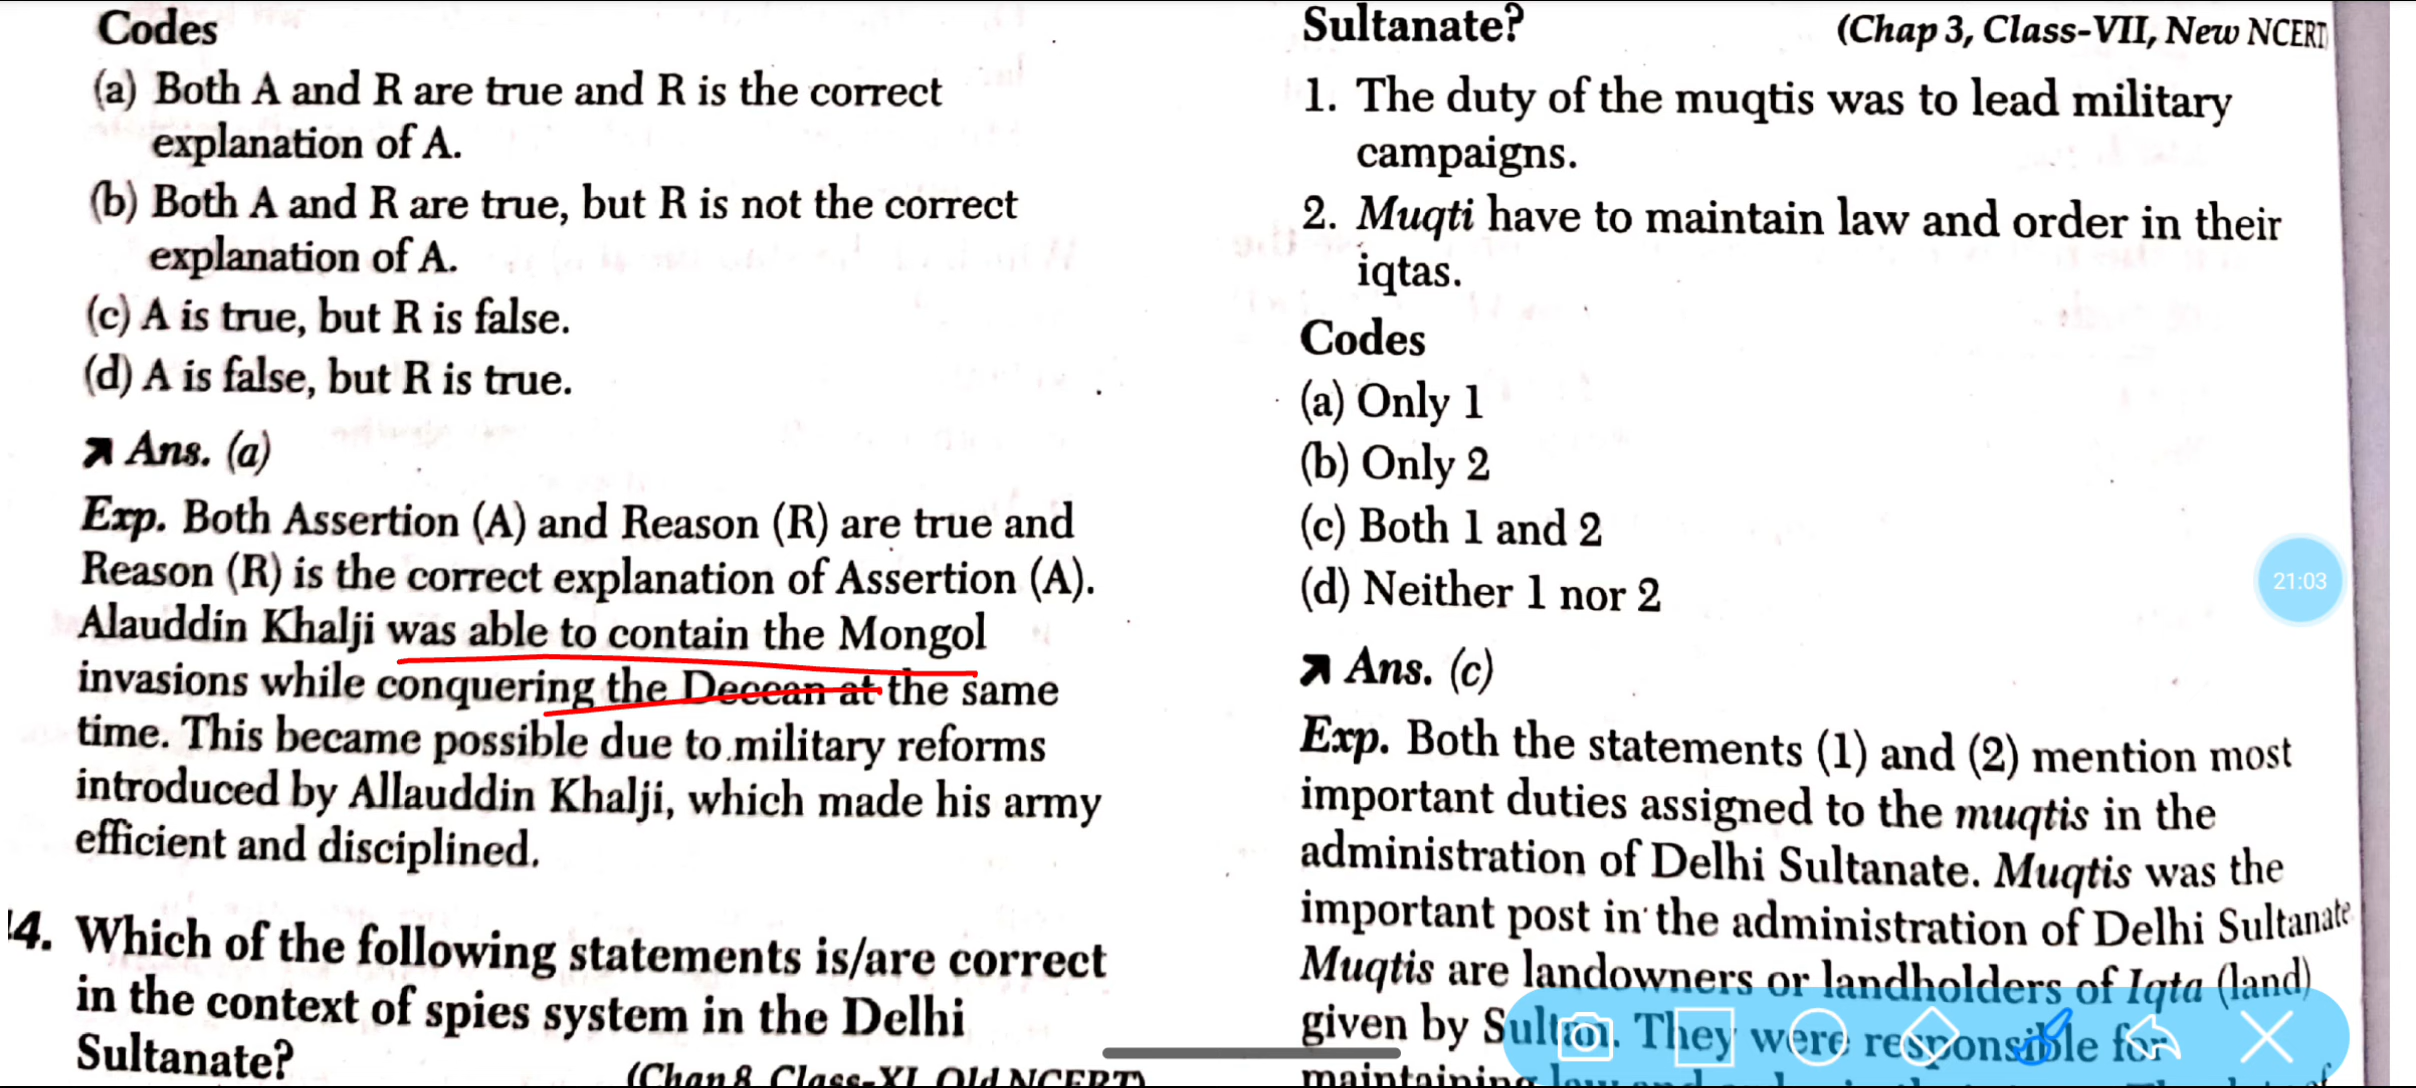 Codes
(a) Both A and R are true and R is the correct
explanation of A.
(b) Both A and R are true, but R is not the correct
explanation of A.
(c) A is true, but R is false.
(d) A is false, but R is true.
Ans. (a)
Exp. Both Assertion (A) and Reason (R) are true and
Reason (R) is the correct explanation of Assertion (A).
Alauddin Khalji was able to contain the Mongol
invasions while conquering the Deccan at the same
time. This became possible due to military reforms
introduced by Allauddin Khalji, which made his army
efficient and disciplined.
14. Which of the following statements is/are correct
in the context of spies system in the Delhi
Sultanate?
(Chap 8, Class-XI, Old NCERT)
Sultanate?
(Chap 3, Class-VII, New NCERT
1. The duty of the muqtis was to lead military
campaigns.
2. Muqti have to maintain law and order in their
iqtas.
Codes
(a) Only 1
(b) Only 2
(c) Both 1 and 2
(d) Neither 1 nor 2
Ans. (c)
Exp. Both the statements (1) and (2) mention most
important duties assigned to the muqtis in the
administration of Delhi Sultanate. Muqtis was the
important post in the administration of Delhi Sultanate
Muqtis are landowners or landholders of Iqta (land)
given by Sultan. They were responsible for
maintaining law and
21:03